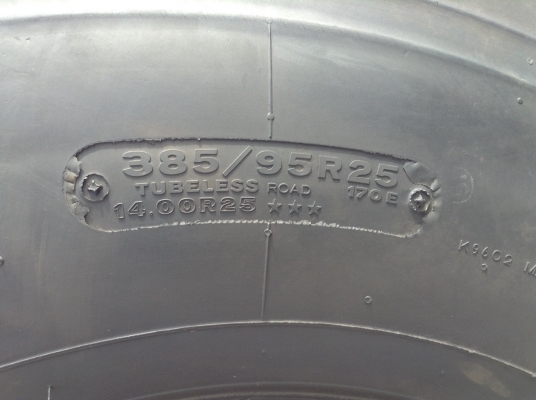 385/95R25
TUBELESS ROAD 170E
14.00R25 ★★★
K9602